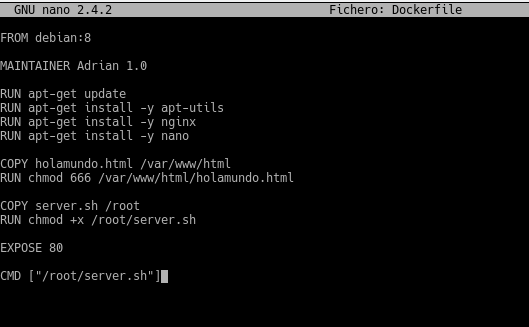 GNU nano 2.4.2 Fichero: Dockerfile
FROM debian:8
MAINTAINER Adrian 1.0
RUN apt-get update
RUN apt-get install -y apt-utils
RUN apt-get install -y nginx
RUN apt-get install -y nano
COPY holamundo.html /var/www/html
RUN chmod 666 /var/www/html/holamundo.html
COPY server.sh /root
RUN chmod +x /root/server.sh
EXPOSE 80
CMD ["/root/server.sh"]